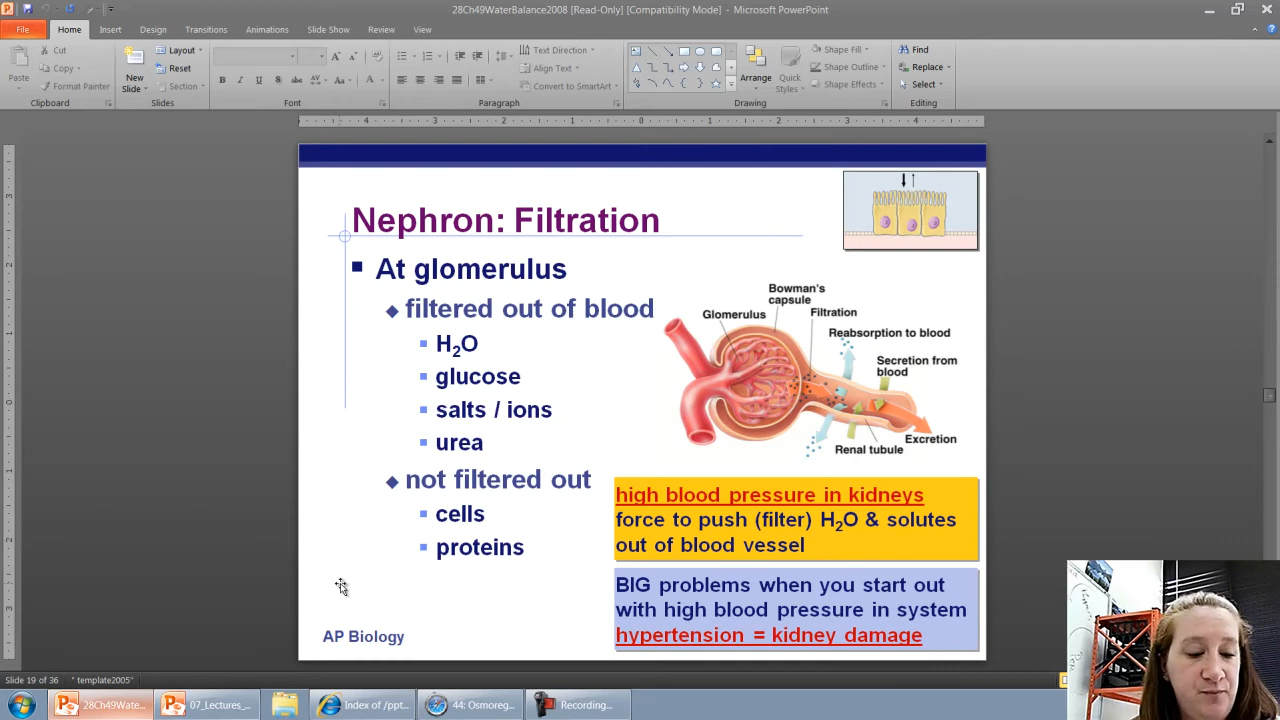 28Ch49WaterBalance2008 [Read-Only] [Compatibility Mode] - Microsoft PowerPoint
File Home Insert Design Transitions Animations Slide Show Review View
Cut
Copy
Format Painter
Paste
Clipboard
New
Slide
Layout
Reset
Section
Slides
Font
Text Direction
Align Text
Convert to SmartArt
Paragraph
Arrange
Quick
Styles
Shape Fill
Shape Outline
Shape Effects
Drawing
Find
Replace
Select
Editing
Nephron: Filtration
At glomerulus
filtered out of blood
H2O
glucose
salts / ions
urea
not filtered out
cells
proteins
Bowman's
capsule
Glomerulus
Filtration
Reabsorption to blood
Secretion from
blood
Excretion
Renal tubule
high blood pressure in kidneys
force to push (filter) H2O & solutes
out of blood vessel
BIG problems when you start out
with high blood pressure in system
hypertension = kidney damage
AP Biology
Slide 19 of 36 "template2005"
28Ch49Wate...
07_Lectures_...
Index of /ppt...
44: Osmoreg...
Recording...